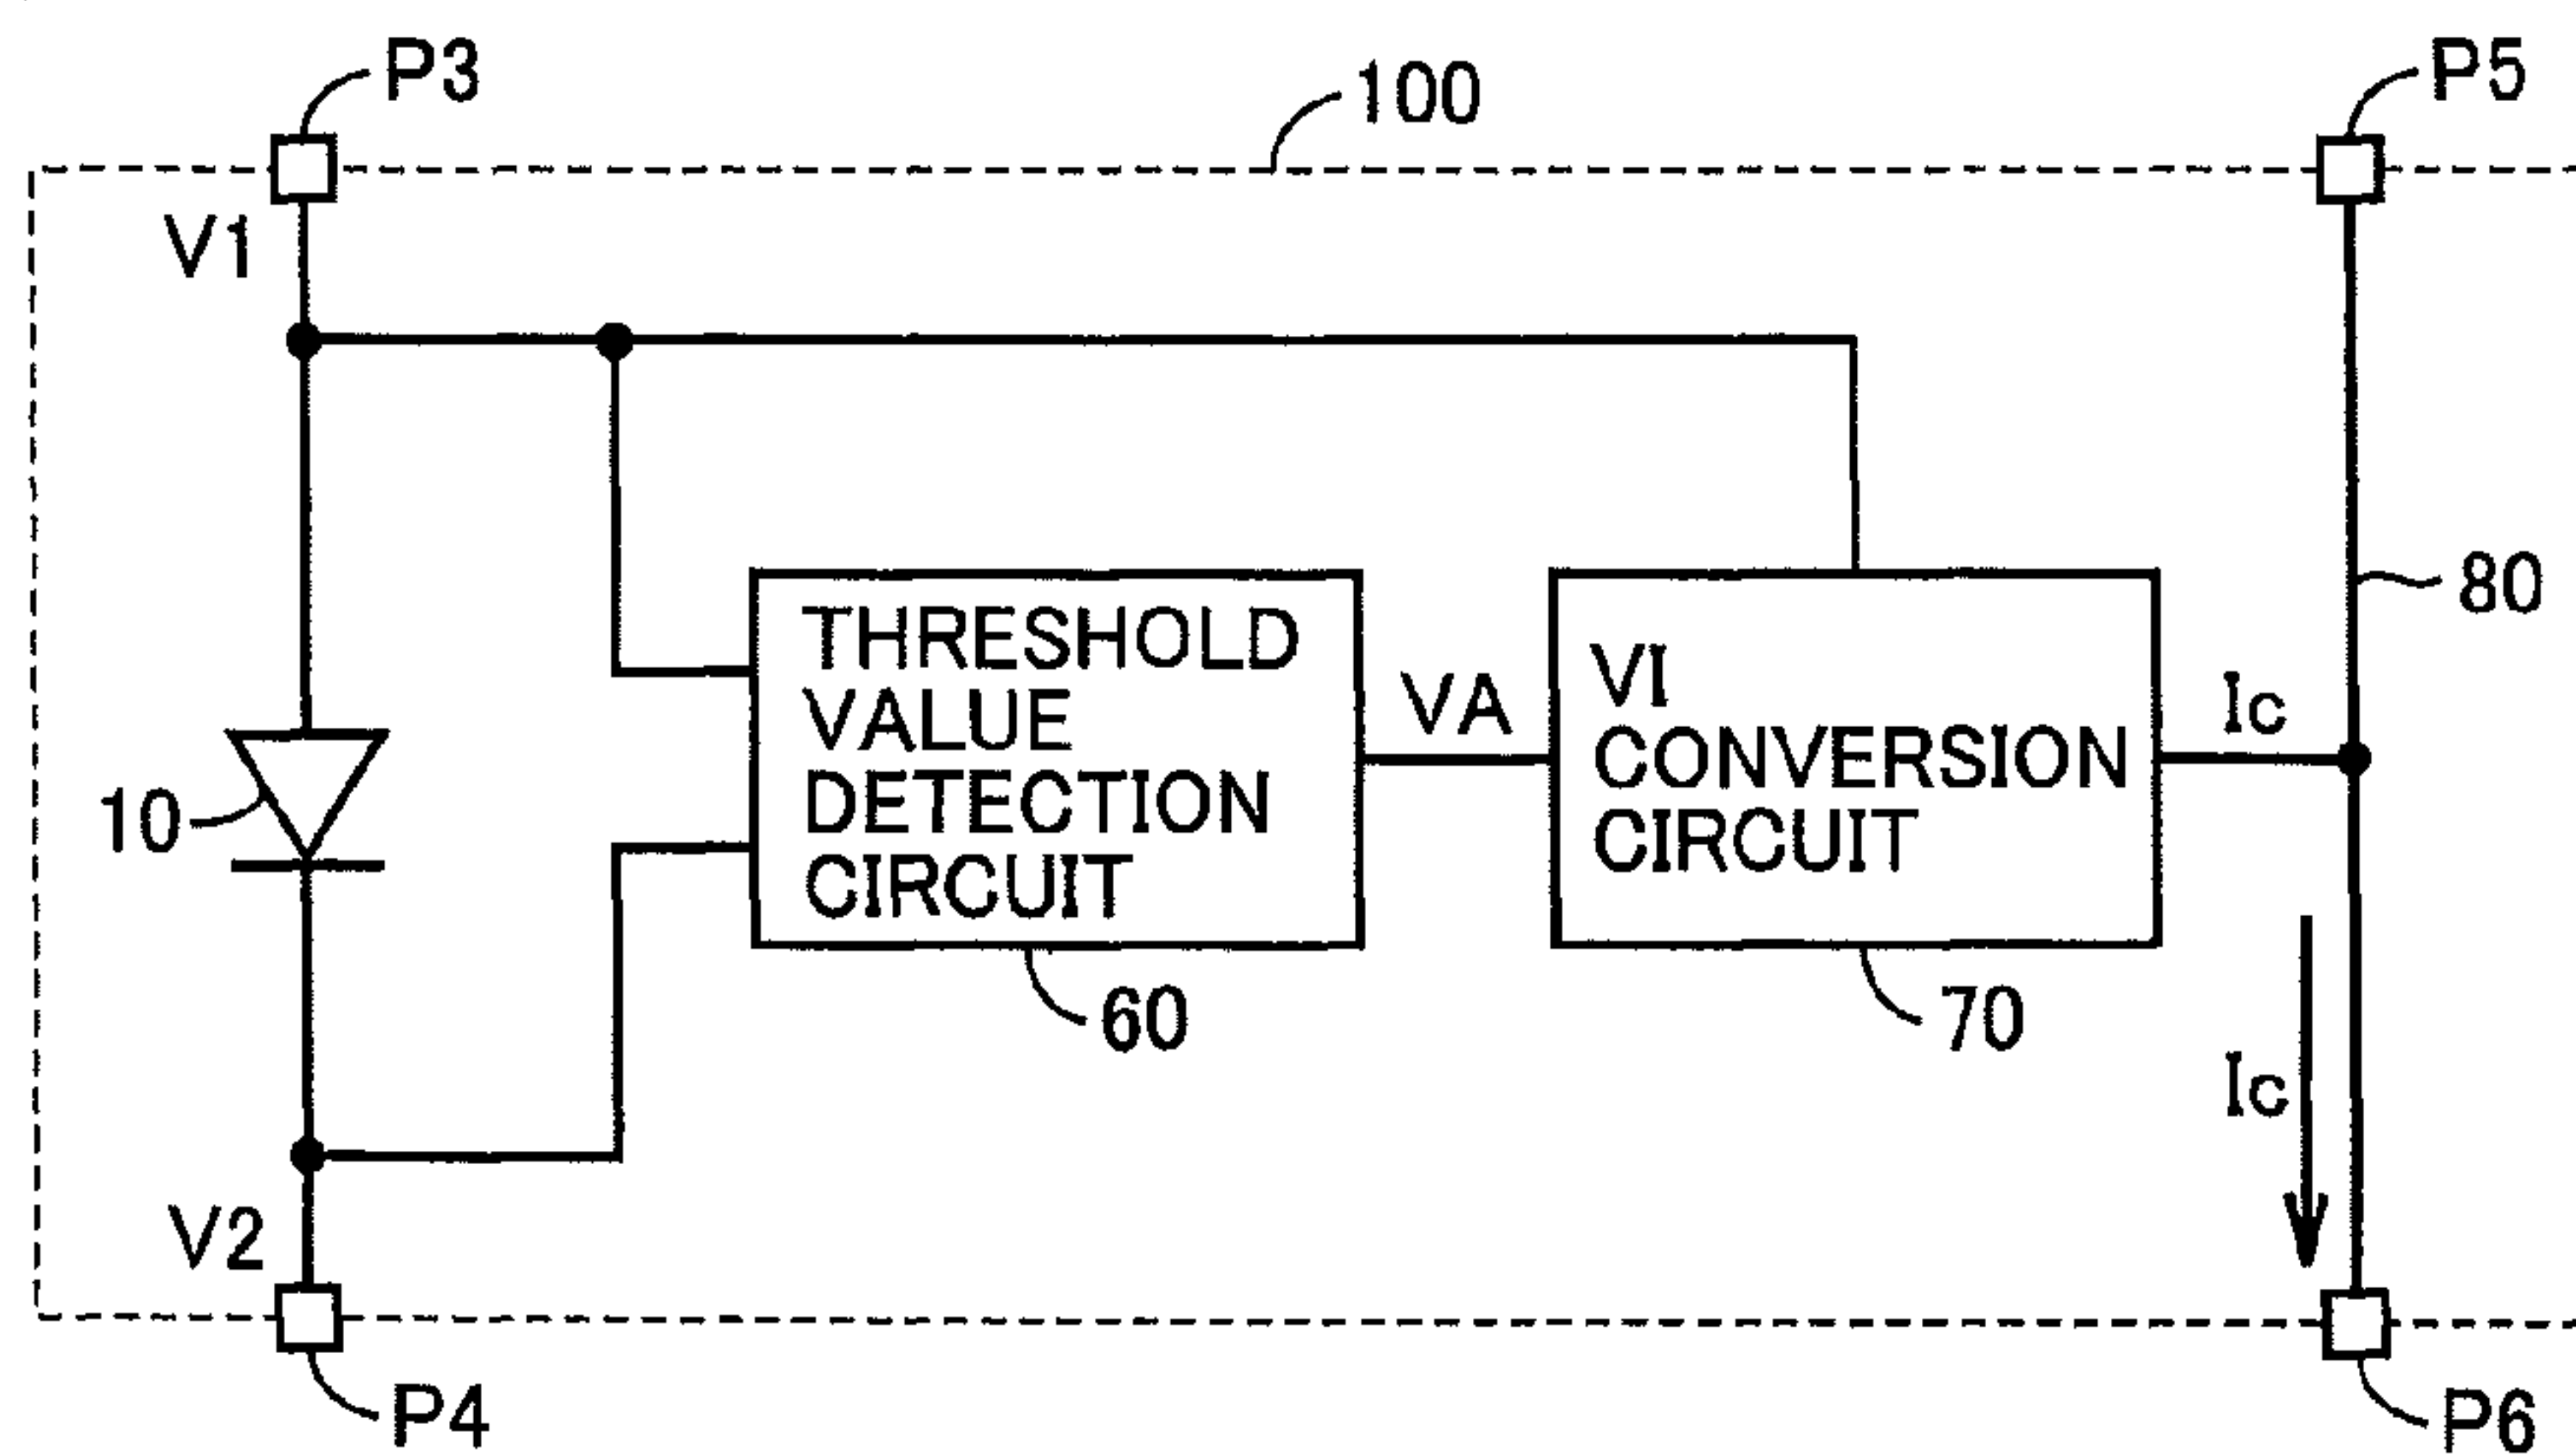 P3
100
P5
V1
80
THRESHOLD
VALUE
DETECTION
CIRCUIT
VA
VI
CONVERSION
CIRCUIT
Ic
10
60
70
Ic
V2
P4
P6